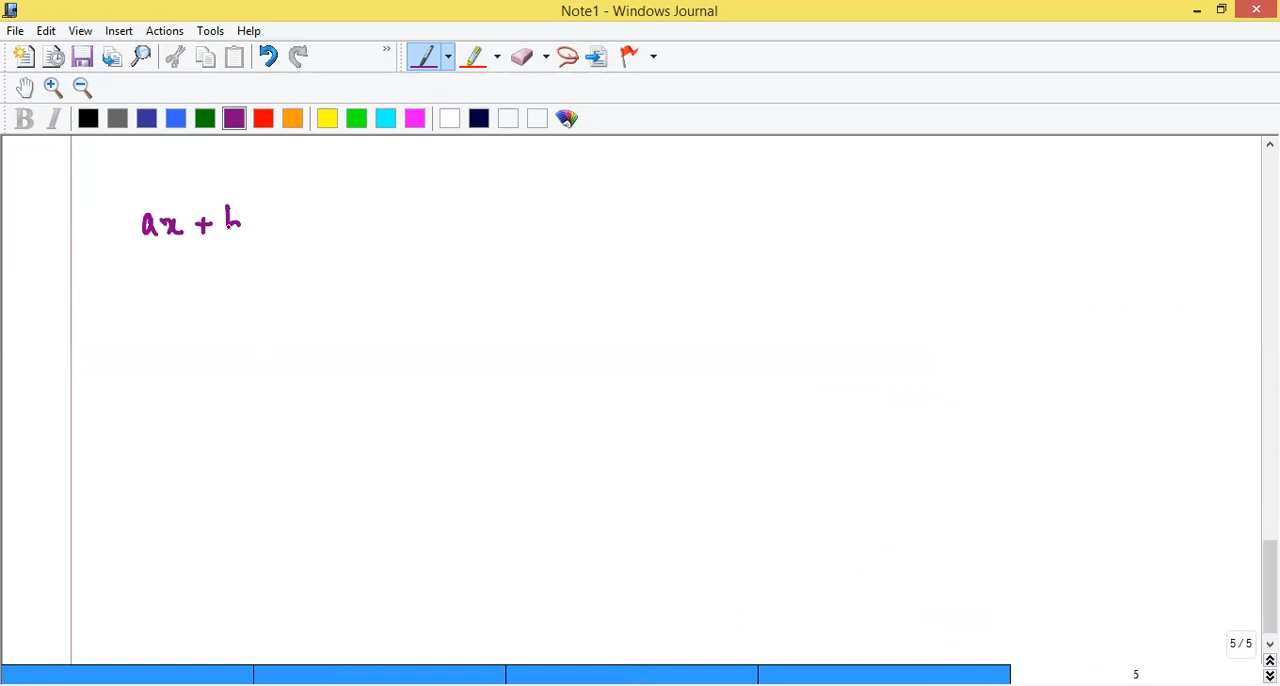 Note1 - Windows Journal
File Edit View Insert Actions Tools Help
»
B I
ax + h
5 / 5
5